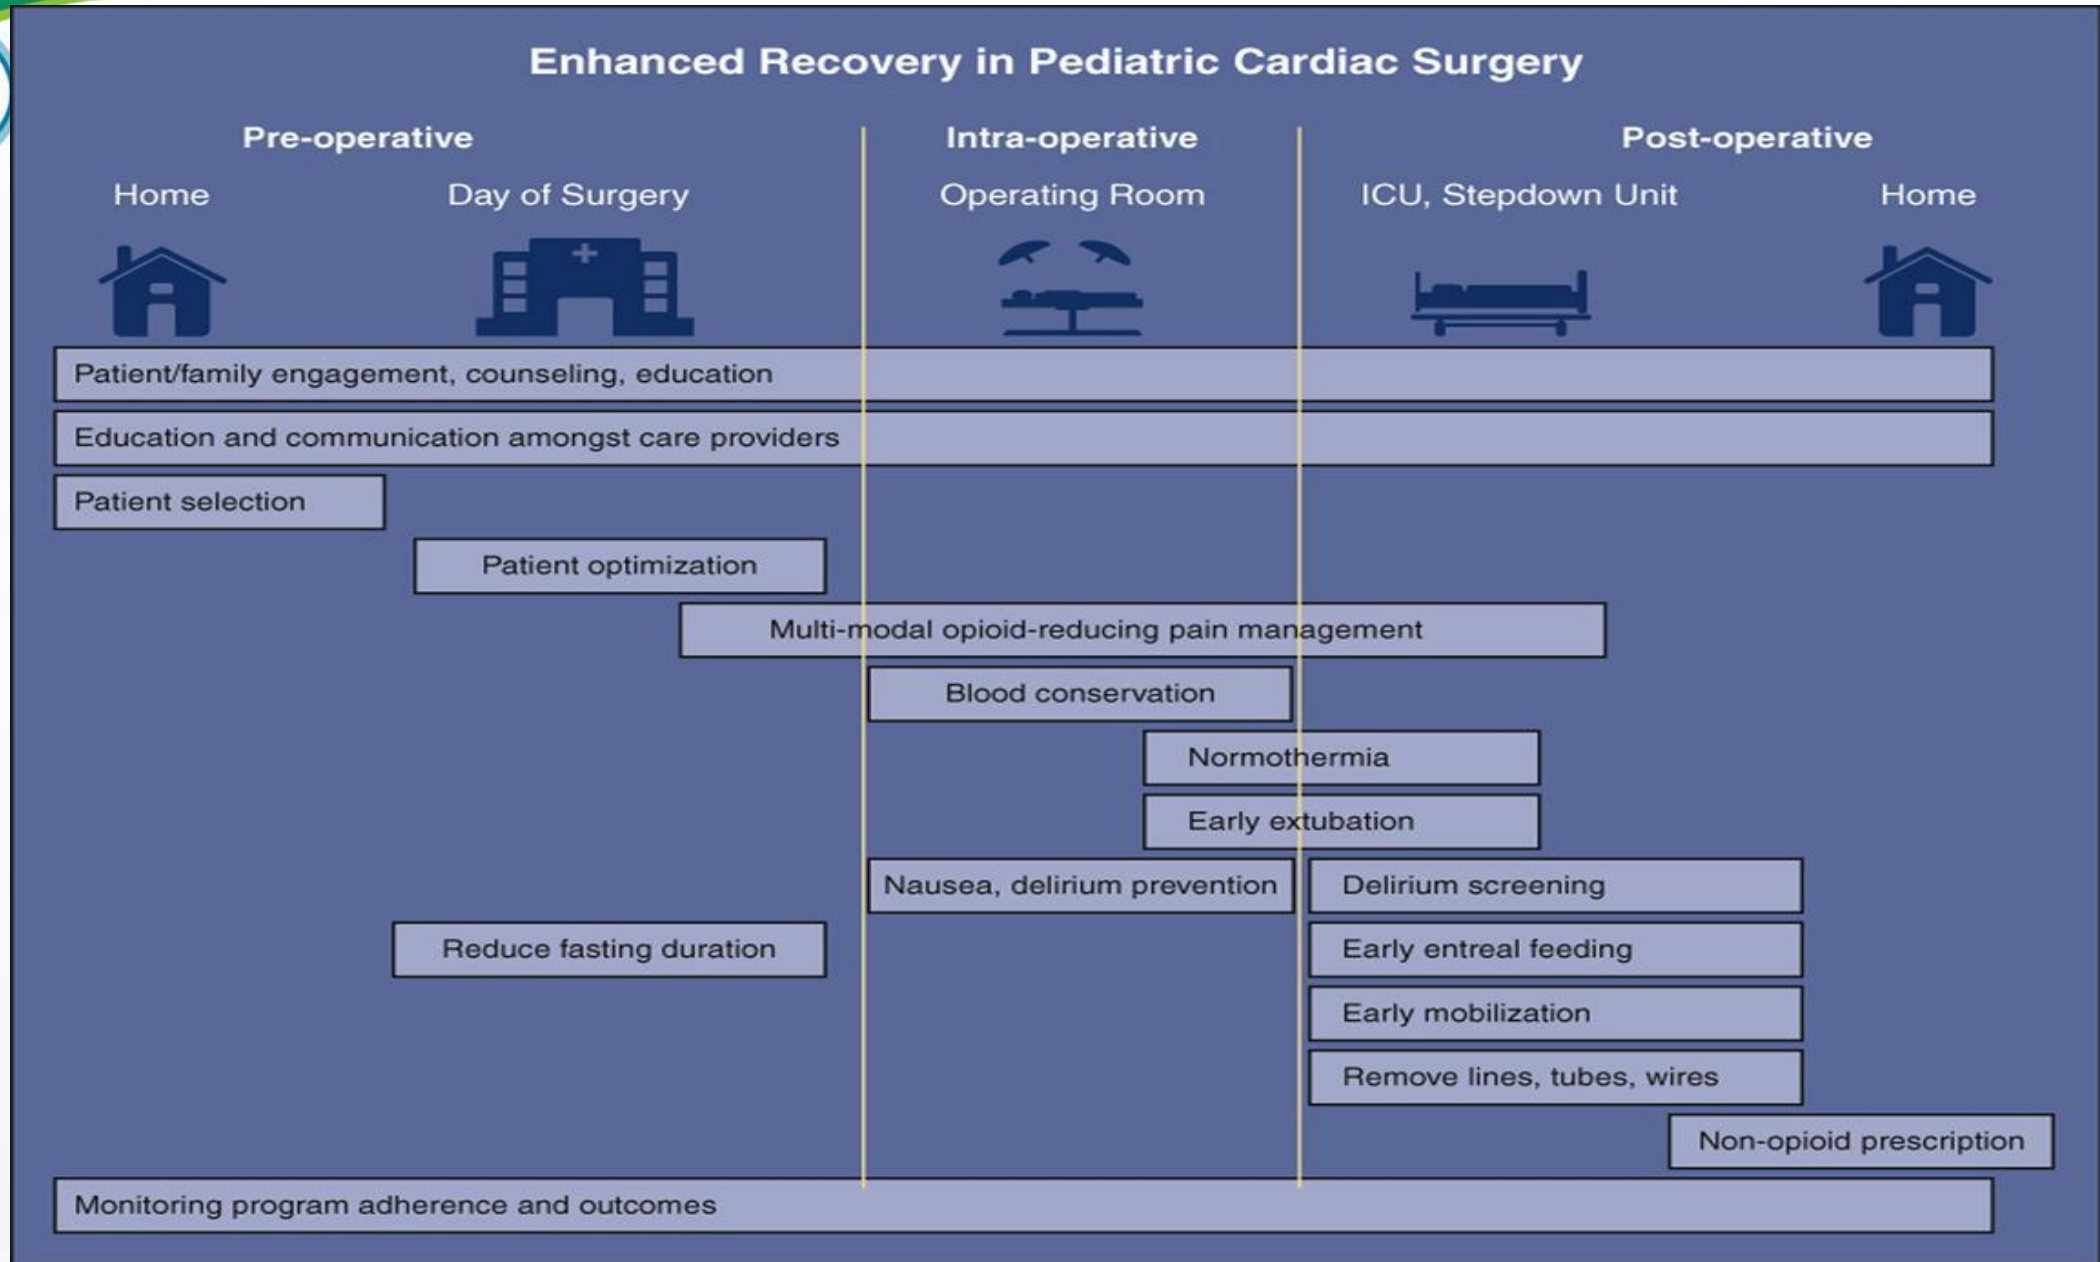 Enhanced Recovery in Pediatric Cardiac Surgery
Pre-operative
Intra-operative
Post-operative
Home
Day of Surgery
Operating Room
ICU, Stepdown Unit
Home
Patient/family engagement, counseling, education
Education and communication amongst care providers
Patient selection
Patient optimization
Multi-modal opioid-reducing pain management
Blood conservation
Normothermia
Early extubation
Nausea, delirium prevention
Delirium screening
Reduce fasting duration
Early entreal feeding
Early mobilization
Remove lines, tubes, wires
Non-opioid prescription
Monitoring program adherence and outcomes